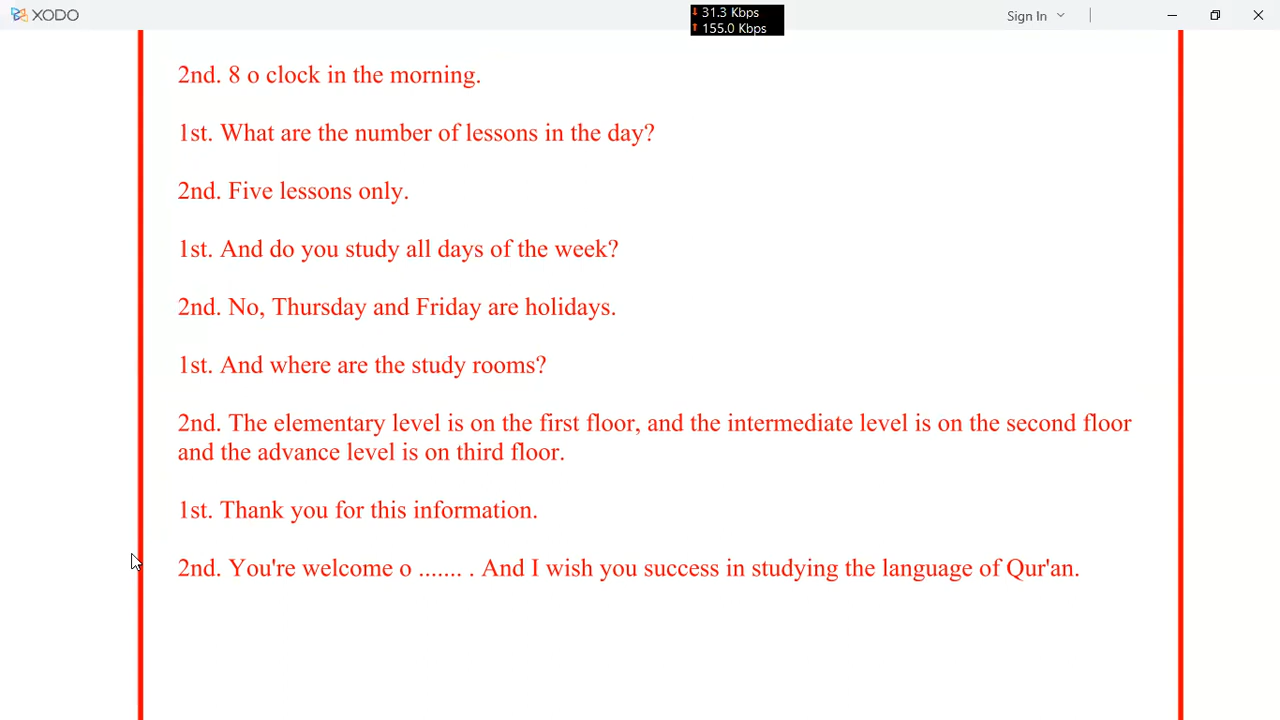 XODO
31.3 Kbps
155.0 Kbps
Sign In
2nd. 8 o clock in the morning.
1st. What are the number of lessons in the day?
2nd. Five lessons only.
1st. And do you study all days of the week?
2nd. No, Thursday and Friday are holidays.
1st. And where are the study rooms?
2nd. The elementary level is on the first floor, and the intermediate level is on the second floor
and the advance level is on third floor.
1st. Thank you for this information.
2nd. You're welcome o ....... . And I wish you success in studying the language of Qur'an.